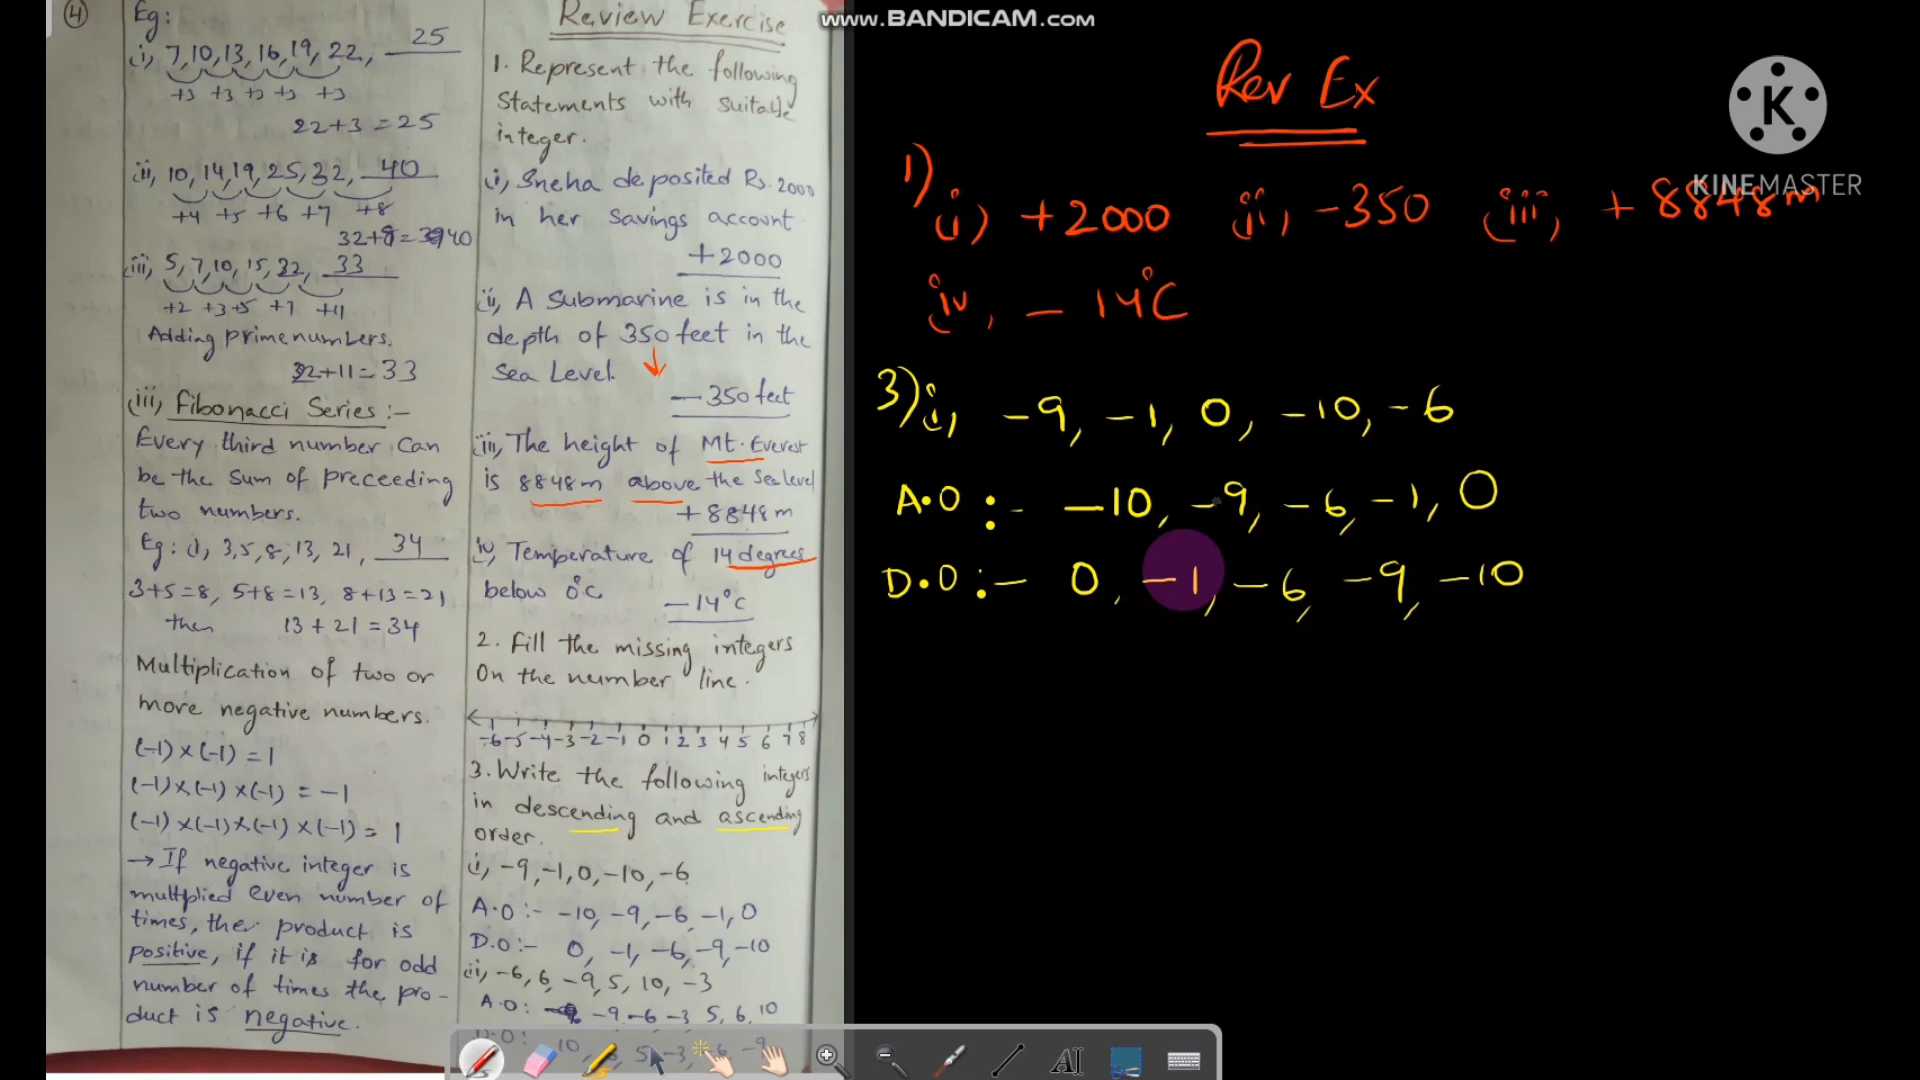 www.BANDICAM.com
KINEMASTER
4
Eg:
(i, 7,10,13,16,19,22, 25
+3 +3 +3 +3 +3
22+3 = 25
(ii, 10,14,19,25,32, 40
+4 +5 +6 +7 +8
(iii, 5,7,10,15,22, 33
+2 +3 +5 +7 +11
Adding prime numbers.
22+11=33
(iii, Fibonacci Series:-
Every third number can
be the sum of preceeding
two numbers.
Eg: (i, 3,5,8,13,21, 34
3+5=8, 5+8=13, 8+13=21,
then 13+21=34
Multiplication of two or
more negative numbers.
(-1)×(-1)=1
(-1)×(-1)×(-1) = -1
(-1)×(-1)×(-1)×(-1)= 1
→ If negative integer is
multplied even number of
times, the product is
positive, if it is for odd
number of times the pro-
duct is negative.
Review Exercise
1. Represent the following
Statements with suitable
integer.
(i, Sneha deposited Rs.2000
in her savings account.
+2000
(ii, A submarine is in the
depth of 350 feet in the
Sea Level.
-350 feet
(iii, The height of Mt.Everest
is 8848m above the sea level
+8848m
iv, Temperature of 14 degrees
below 0°C
-14°C
2. Fill the missing integers
On the number line.
-6 -5 -4 -3 -2 -1 0 1 2 3 4 5 6 7 8
3. Write the following integers
in descending and ascending
order.
(i, -9,-1,0,-10,-6
A.O:- -10,-9,-6,-1,0
D.O:- 0, -1, -6,-9,-10
(ii, -6,6,-9,5,10,-3
A.O: -9,-6,-3, 5,6,10
Rev Ex
1)
(i) +2000 (ii, -350 (iii, +8848m
(iv, -14°C
3)(i, -9, -1, 0, -10, -6
A.O :- -10, -9, -6, -1, 0
D.O :- 0, -1, -6, -9, -10